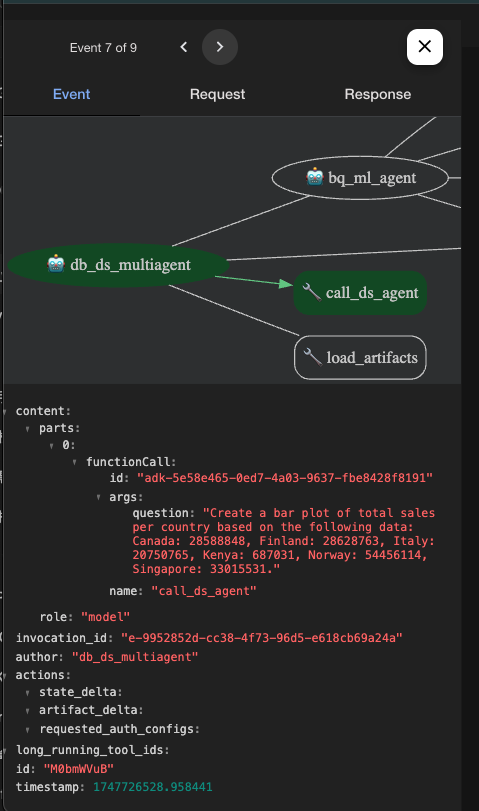 Event 7 of 9
Event Request Response
bq_ml_agent
db_ds_multiagent
call_ds_agent
load_artifacts
content:
parts:
0:
functionCall:
id: "adk-5e58e465-0ed7-4a03-9637-fbe8428f8191"
args:
question: "Create a bar plot of total sales
per country based on the following data:
Canada: 28588848, Finland: 28628763, Italy:
20750765, Kenya: 687031, Norway: 54456114,
Singapore: 33015531."
name: "call_ds_agent"
role: "model"
invocation_id: "e-9952852d-cc38-4f73-96d5-e618cb69a24a"
author: "db_ds_multiagent"
actions:
state_delta:
artifact_delta:
requested_auth_configs:
long_running_tool_ids:
id: "M0bmWVuB"
timestamp: 1747726528.958441